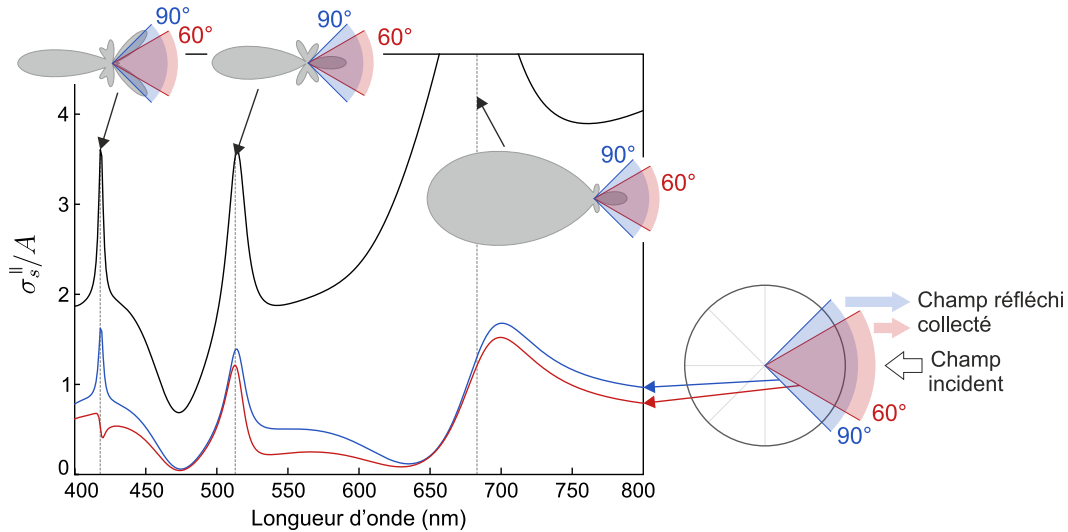 90°
60°
90°
60°
4
3
2
1
0
σₛ^∥/A
90°
60°
Champ réfléchi
collecté
Champ
incident
60°
90°
400 450 500 550 600 650 700 750 800
Longueur d'onde (nm)